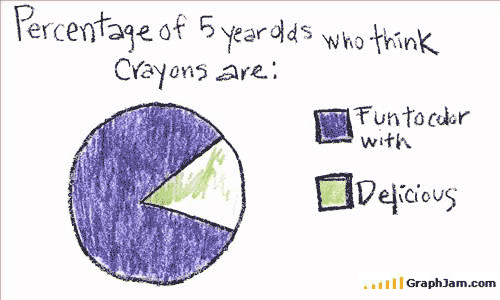 Percentage of 5 year olds who think
Crayons are:
Fun to color
with
Delicious
GraphJam.com